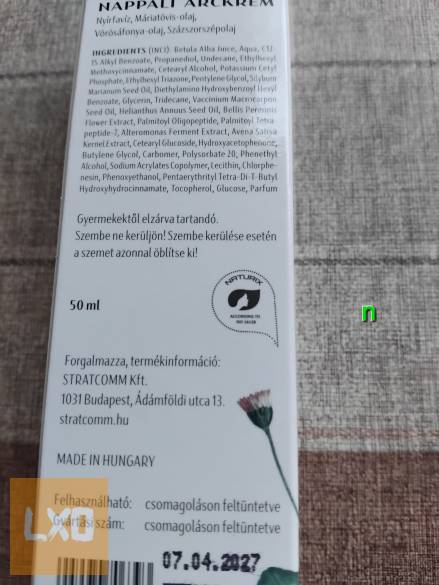 NAPPALI ARCKRÉM
Nyírfavíz, Máriatövis-olaj,
Vörösáfonya-olaj, Százszorszépolaj
INGREDIENTS (INCI): Betula Alba Juice, Aqua, C12-
15 Alkyl Benzoate, Propanediol, Undecane, Ethylhexyl
Methoxycinnamate, Cetearyl Alcohol, Potassium Cetyl
Phosphate, Ethylhexyl Triazone, Pentylene Glycol, Silybum
Marianum Seed Oil, Diethylamino Hydroxybenzoyl Hexyl
Benzoate, Glycerin, Tridecane, Vaccinium Macrocarpon
Seed Oil, Helianthus Annuus Seed Oil, Bellis Perennis
Flower Extract, Palmitoyl Oligopeptide, Palmitoyl Tetra-
peptide-7, Alteromonas Ferment Extract, Avena Sativa
Kernel Extract, Cetearyl Glucoside, Hydroxyacetophenone,
Butylene Glycol, Carbomer, Polysorbate 20, Phenethyl
Alcohol, Sodium Acrylates Copolymer, Lecithin, Chlorphe-
nesin, Phenoxyethanol, Pentaerythrityl Tetra-Di-T-Butyl
Hydroxyhydrocinnamate, Tocopherol, Glucose, Parfum
Gyermekektől elzárva tartandó.
Szembe ne kerüljön! Szembe kerülése esetén
a szemet azonnal öblítse ki!
50 ml
NATURIX
ACCORDING TO
ISO 16128
n
Forgalmazza, termékinformáció:
STRATCOMM Kft.
1031 Budapest, Ádámföldi utca 13.
stratcomm.hu
MADE IN HUNGARY
Felhasználható: csomagoláson feltüntetve
Gyártási szám: csomagoláson feltüntetve
LXO
07.04.2027